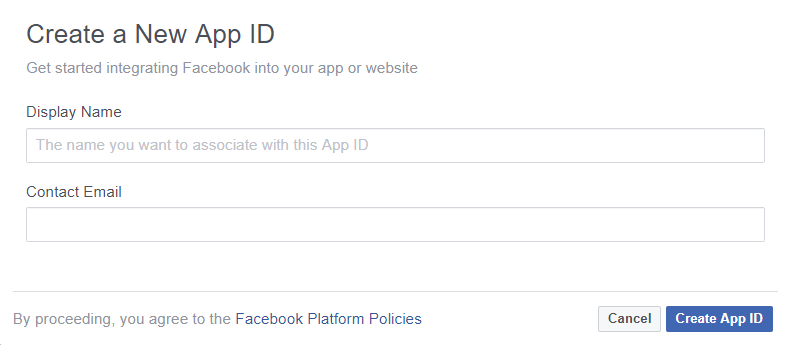 Create a New App ID
Get started integrating Facebook into your app or website
Display Name
The name you want to associate with this App ID
Contact Email
By proceeding, you agree to the Facebook Platform Policies
Cancel
Create App ID